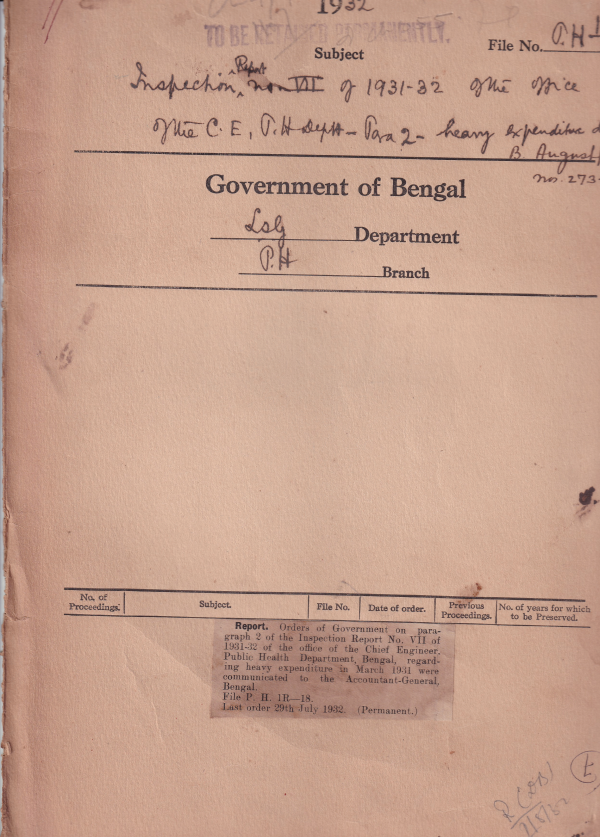 1932
TO BE RETAINED PERMANENTLY.
Subject
File No. P.H
Inspection Report no VII of 1931-32 of the office
of the C. E, P.H Deptt - Para 2 - heavy expenditure
B. August
nos. 273-
Government of Bengal
LSG Department
P.H Branch
No. of Proceedings.
Subject.
File No.
Date of order.
Previous Proceedings.
No. of years for which to be Preserved.
Report. Orders of Government on para-
graph 2 of the Inspection Report No. VII of
1931-32 of the office of the Chief Engineer,
Public Health Department, Bengal, regard-
ing heavy expenditure in March 1931 were
communicated to the Accountant-General,
Bengal.
File P. H. 1R—18.
Last order 29th July 1932. (Permanent.)